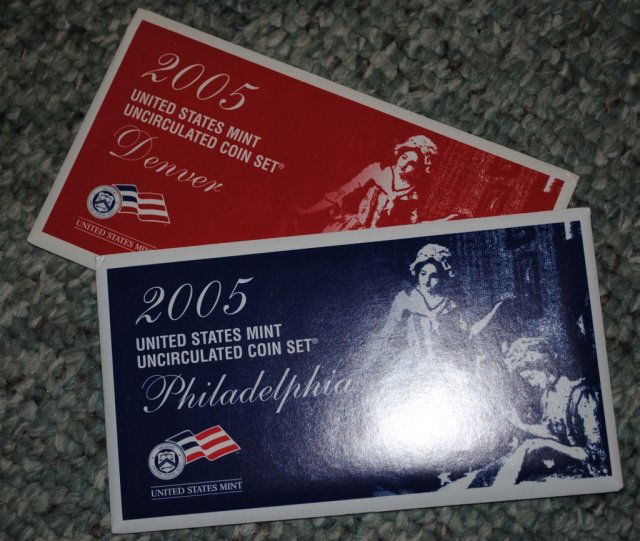 2005
UNITED STATES MINT
UNCIRCULATED COIN SET®
Denver
UNITED STATES MINT
2005
UNITED STATES MINT
UNCIRCULATED COIN SET®
Philadelphia
UNITED STATES MINT